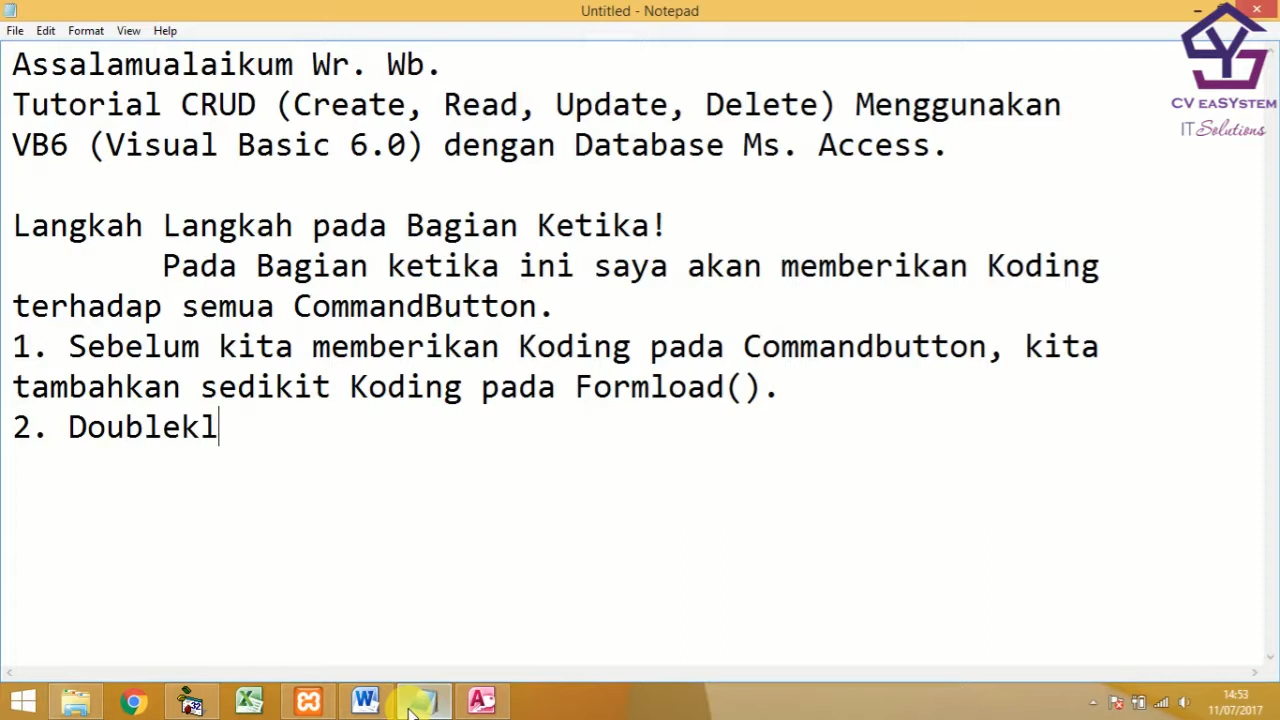 Untitled - Notepad
File Edit Format View Help
Assalamualaikum Wr. Wb.
Tutorial CRUD (Create, Read, Update, Delete) Menggunakan
VB6 (Visual Basic 6.0) dengan Database Ms. Access.
Langkah Langkah pada Bagian Ketika!
Pada Bagian ketika ini saya akan memberikan Koding
terhadap semua CommandButton.
1. Sebelum kita memberikan Koding pada Commandbutton, kita
tambahkan sedikit Koding pada Formload().
2. Doublekl
CV eaSYstem
IT Solutions
32
14:53
11/07/2017